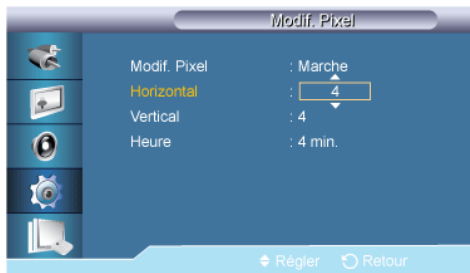 Modif. Pixel
Modif. Pixel : Marche
Horizontal : 4
Vertical : 4
Heure : 4 min.
Régler Retour